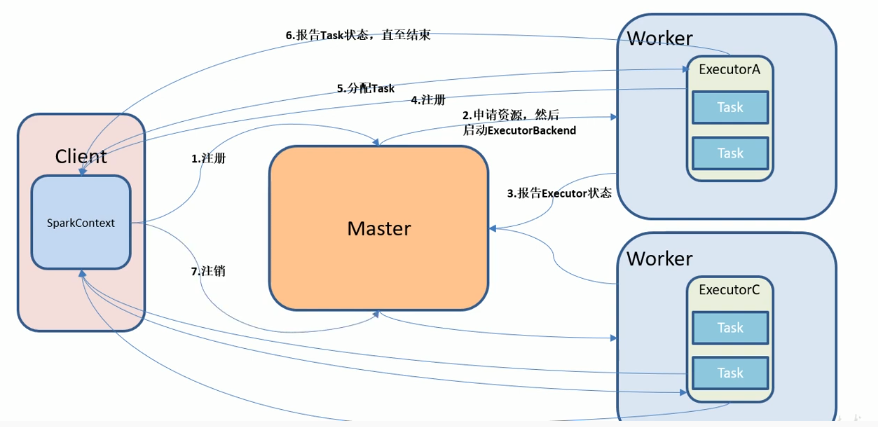 6.报告Task状态，直至结束
Worker
ExecutorA
5.分配Task
4.注册
Task
2.申请资源，然后
启动ExecutorBackend
Client
1.注册
Task
3.报告Executor状态
SparkContext
Master
7.注销
Worker
ExecutorC
Task
Task